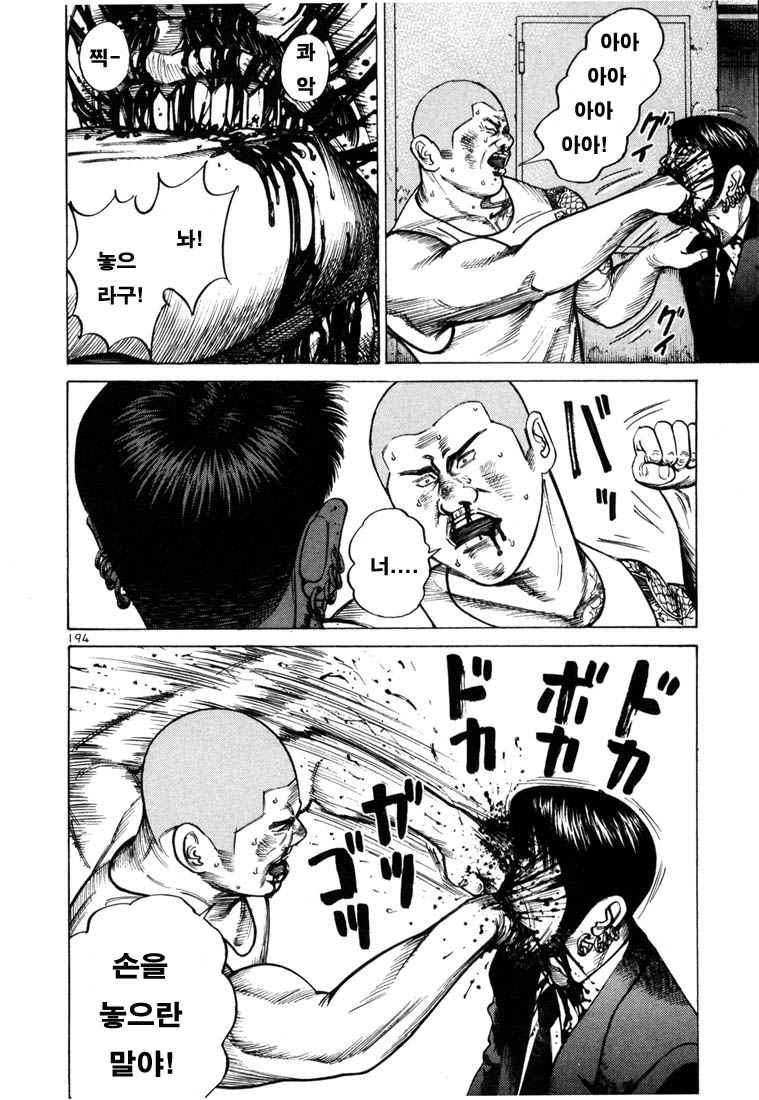 아아
아아
아아
아아!
グイ
グイ
콰
악
찍-
놔!
놓으
라구!
バッ
너....
194
ドカ
ボカ
ドカ
ガッ
ゴッ
손을
놓으란
말야!